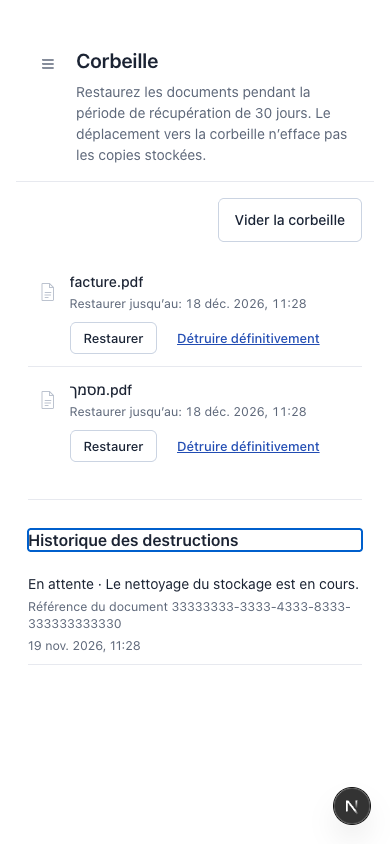 Corbeille
Restaurez les documents pendant la
période de récupération de 30 jours. Le
déplacement vers la corbeille n'efface pas
les copies stockées.
Vider la corbeille
facture.pdf
Restaurer jusqu'au: 18 déc. 2026, 11:28
Restaurer
Détruire définitivement
מסמך.pdf
Restaurer jusqu'au: 18 déc. 2026, 11:28
Restaurer
Détruire définitivement
Historique des destructions
En attente · Le nettoyage du stockage est en cours.
Référence du document 33333333-3333-4333-8333-
333333333330
19 nov. 2026, 11:28
N